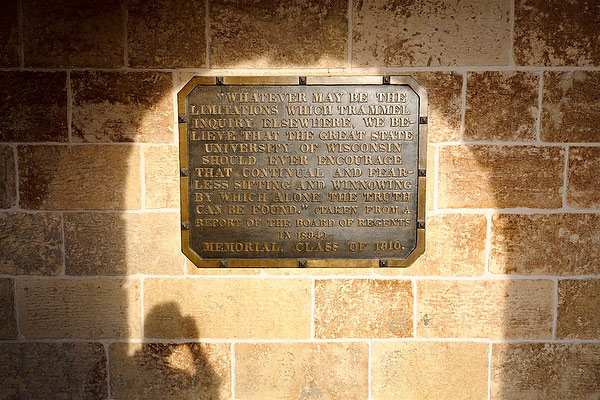 "WHATEVER MAY BE THE
LIMITATIONS WHICH TRAMMEL
INQUIRY ELSEWHERE, WE BE-
LIEVE THAT THE GREAT STATE
UNIVERSITY OF WISCONSIN
SHOULD EVER ENCOURAGE
THAT CONTINUAL AND FEAR-
LESS SIFTING AND WINNOWING
BY WHICH ALONE THE TRUTH
CAN BE FOUND." (TAKEN FROM A
REPORT OF THE BOARD OF REGENTS
IN 1894)
MEMORIAL, CLASS OF 1910.